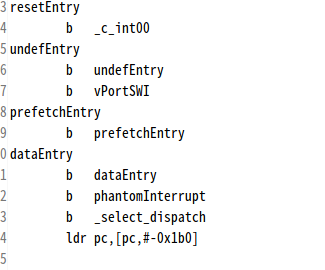 3 resetEntry
4         b   _c_int00
5 undefEntry
6         b   undefEntry
7         b   vPortSWI
8 prefetchEntry
9         b   prefetchEntry
0 dataEntry
1         b   dataEntry
2         b   phantomInterrupt
3         b   _select_dispatch
4         ldr pc,[pc,#-0x1b0]
5